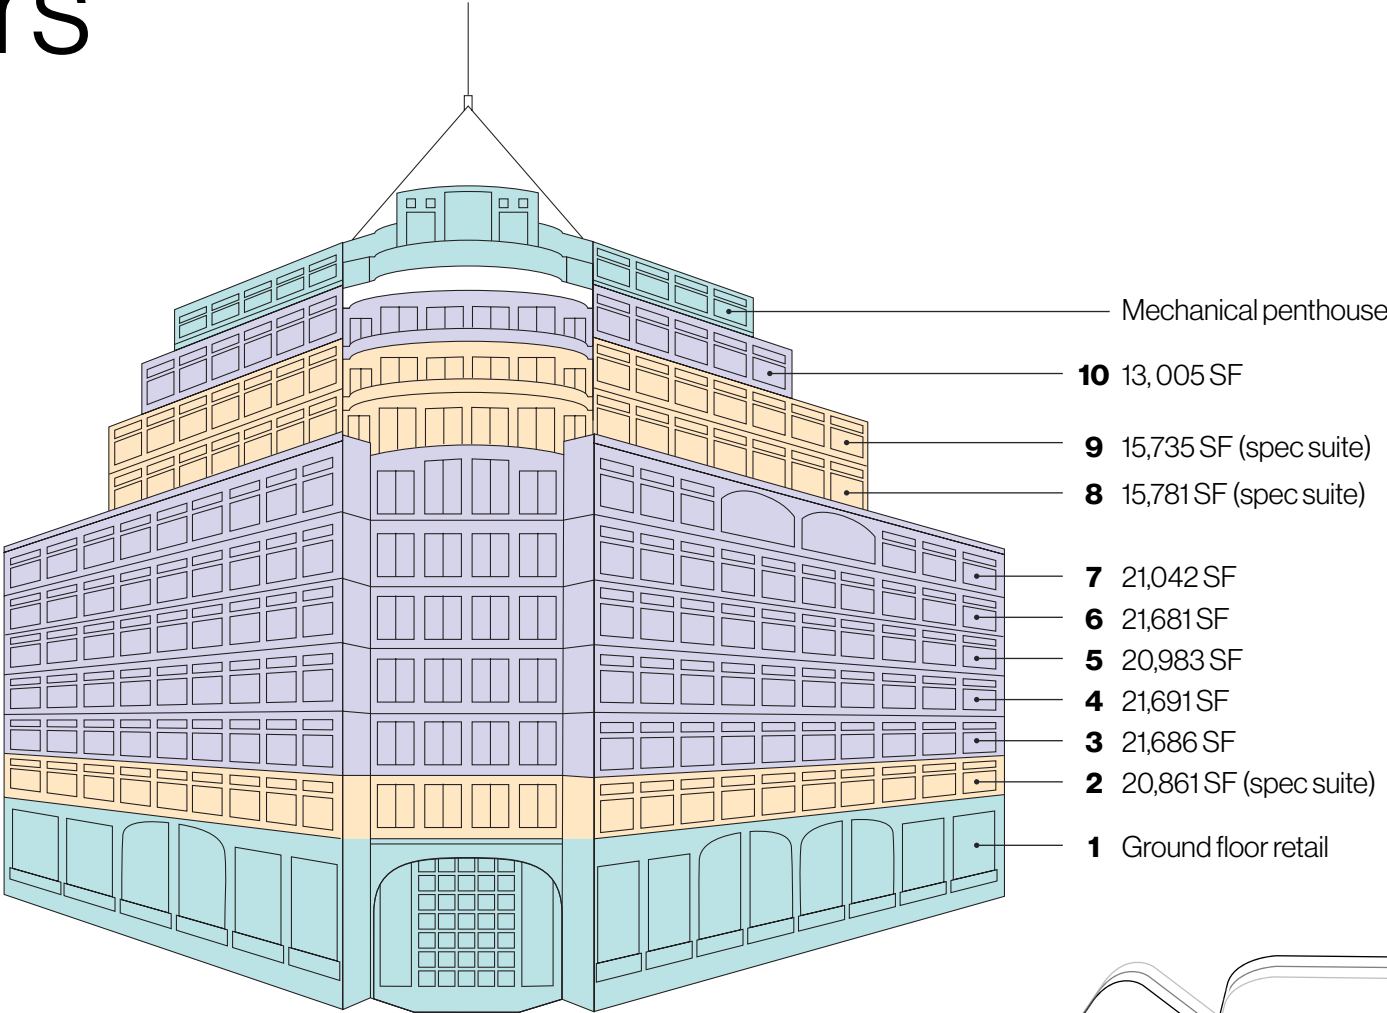 rs
Mechanical penthouse
10 13, 005 SF
9 15,735 SF (spec suite)
8 15,781 SF (spec suite)
7 21,042 SF
6 21,681 SF
5 20,983 SF
4 21,691 SF
3 21,686 SF
2 20,861 SF (spec suite)
1 Ground floor retail